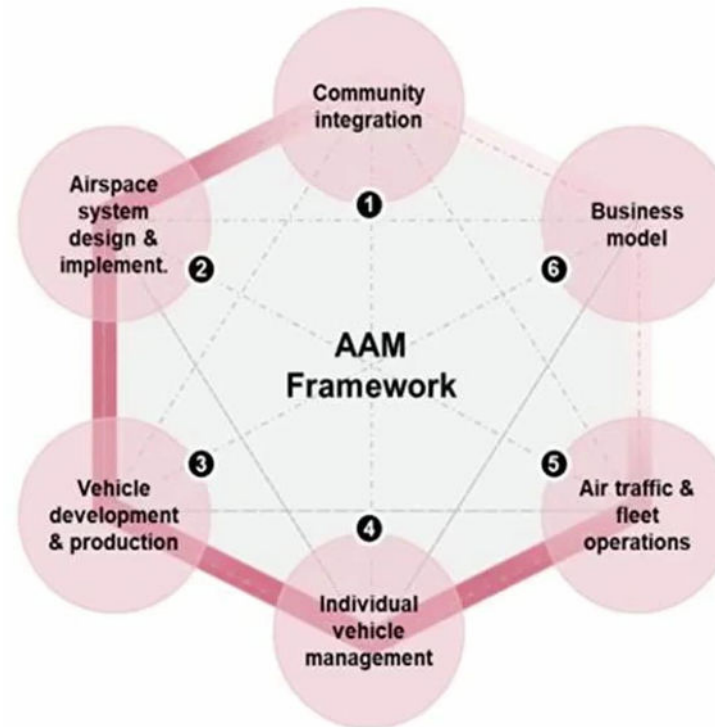 Community
integration
1
Airspace
system
design &
implement.
2
Business
model
6
AAM
Framework
3
Vehicle
development
& production
5
Air traffic &
fleet
operations
4
Individual
vehicle
management